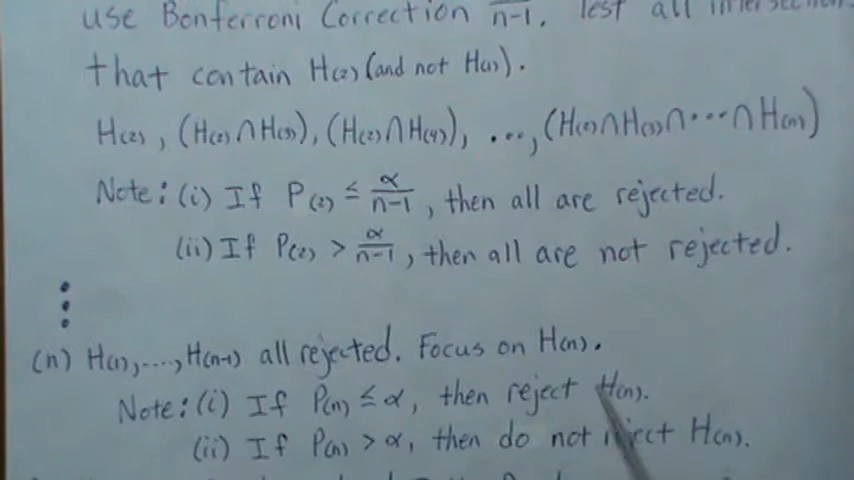 use Bonferroni Correction n-1. Test all
that contain H(2) (and not H(1)).
H(2), (H(2)∩H(3)), (H(2)∩H(4)), ..., (H(2)∩H(3)∩...∩H(n))
Note: (i) If P(2) ≤ α/n-1, then all are rejected.
(ii) If P(2) > α/n-1, then all are not rejected.
⋮
(n) H(1),...,H(n-1) all rejected. Focus on H(n).
Note: (i) If P(n) ≤ α, then reject H(n).
(ii) If P(n) > α, then do not reject H(n).